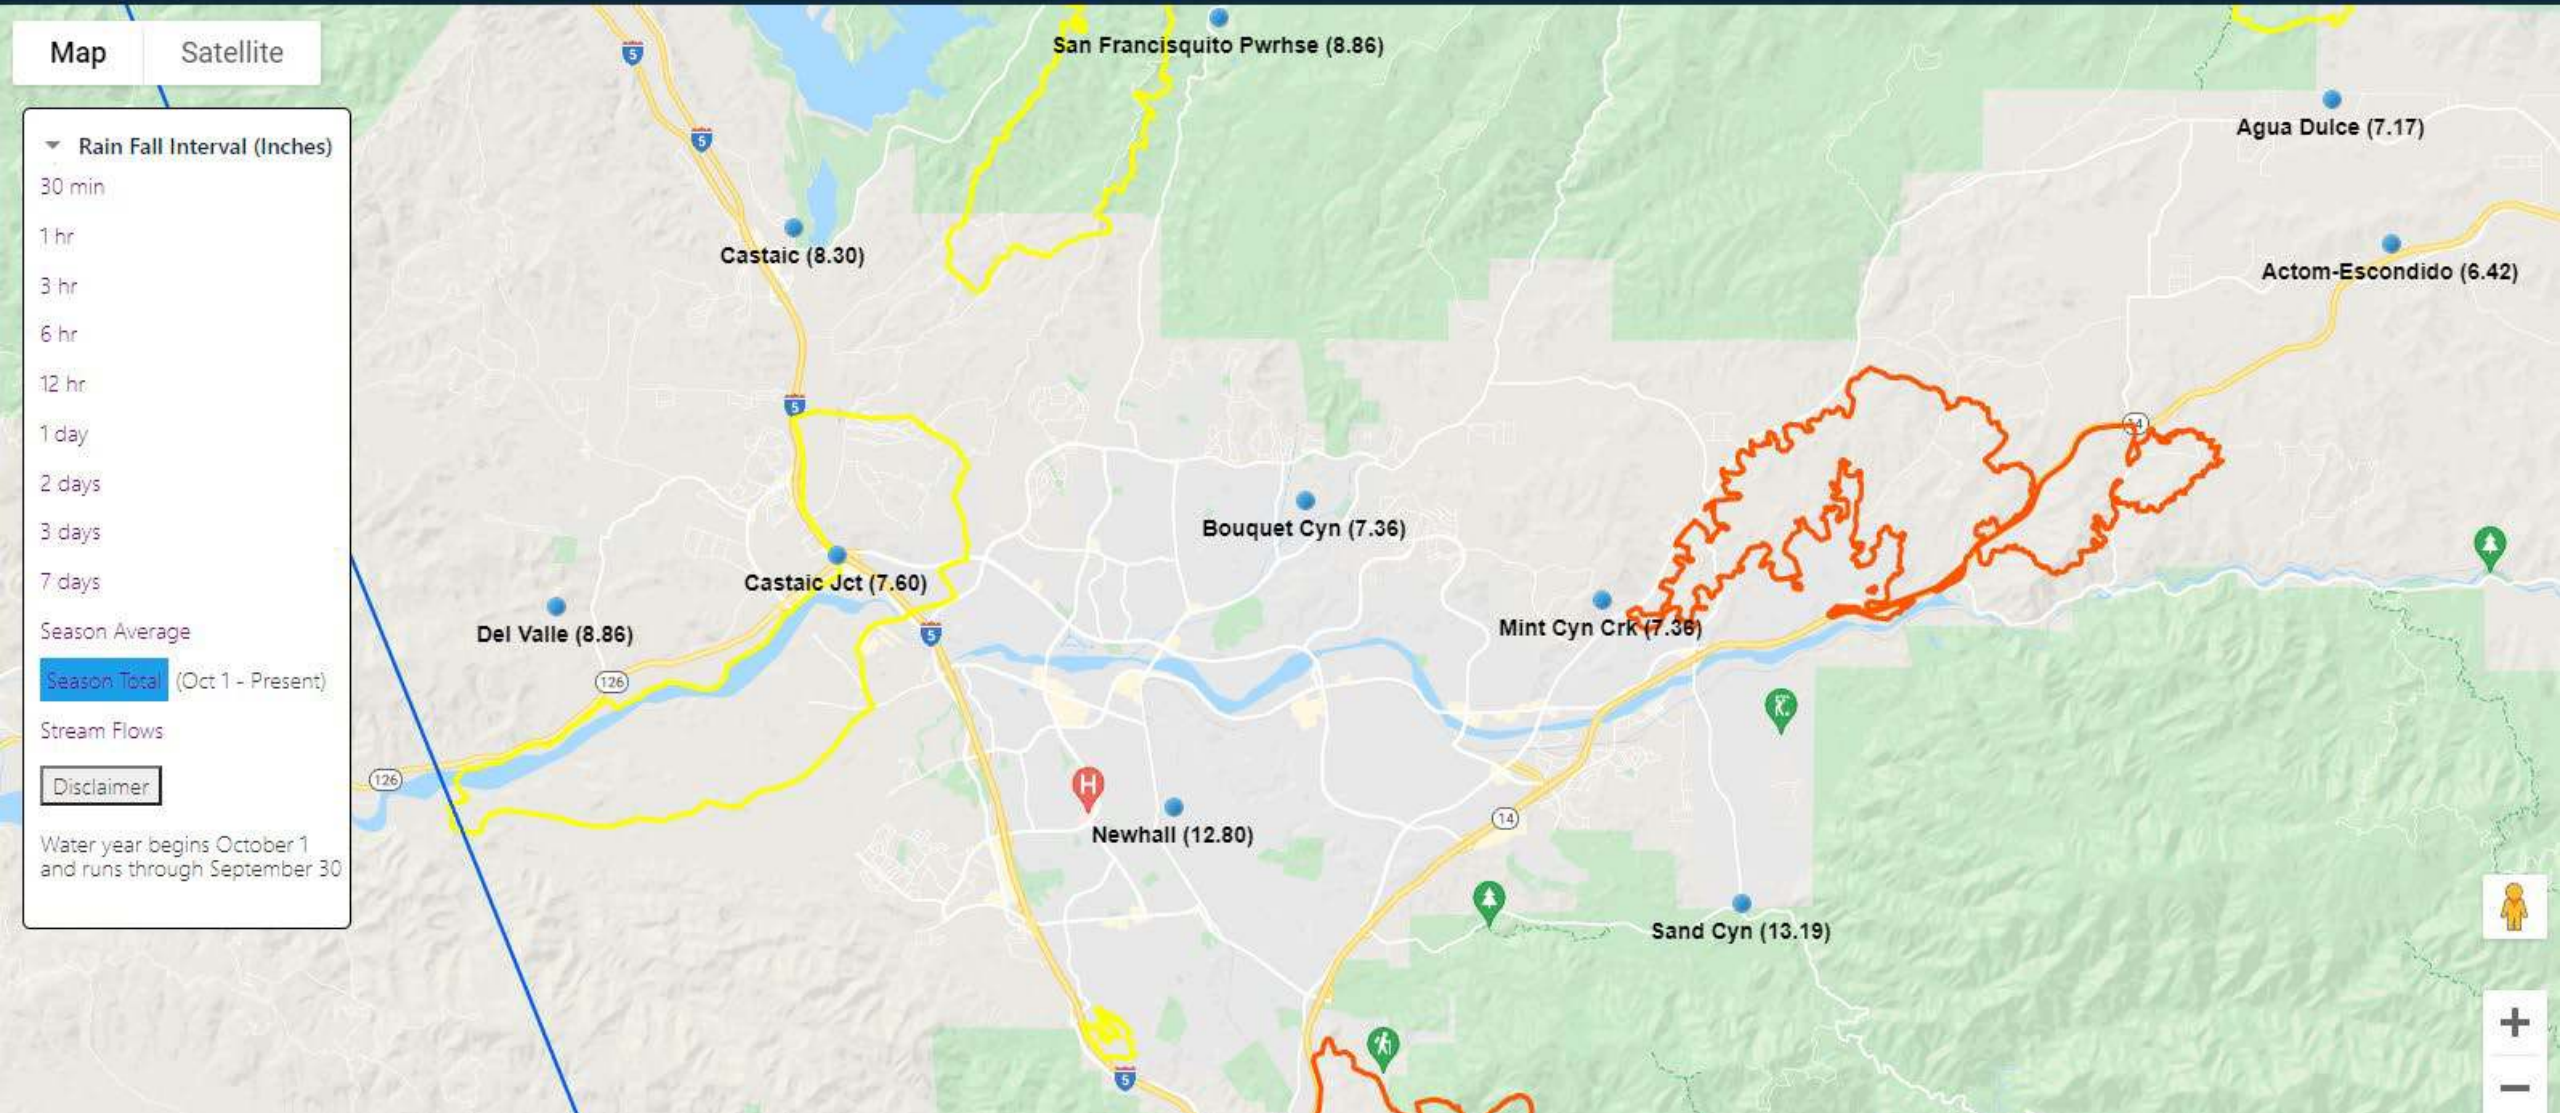 Map
Satellite
Rain Fall Interval (Inches)
30 min
1 hr
3 hr
6 hr
12 hr
1 day
2 days
3 days
7 days
Season Average
Season Total (Oct 1 - Present)
Stream Flows
Disclaimer
Water year begins October 1
and runs through September 30
5
San Francisquito Pwrhse (8.86)
5
Agua Dulce (7.17)
Castaic (8.30)
Actom-Escondido (6.42)
5
14
Bouquet Cyn (7.36)
Castaic Jct (7.60)
Del Valle (8.86)
5
Mint Cyn Crk (7.36)
126
126
H
Newhall (12.80)
14
Sand Cyn (13.19)
5
+
−